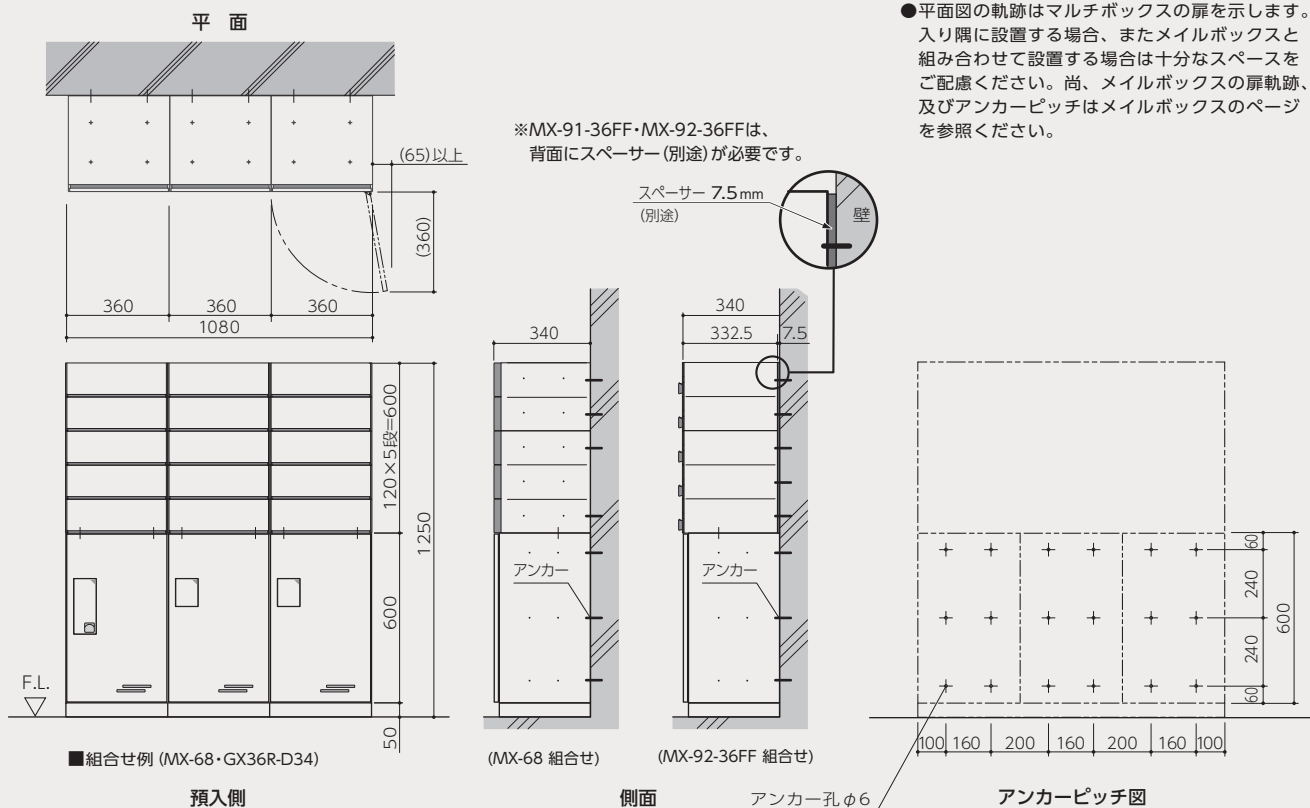 平 面
(65)以上
(360)
360
360
360
1080
※MX-91-36FF・MX-92-36FFは、
背面にスペーサー(別途)が必要です。
スペーサー 7.5mm
(別途)
壁
●平面図の軌跡はマルチボックスの扉を示します。
入り隅に設置する場合、またメイルボックスと
組み合わせて設置する場合は十分なスペースを
ご配慮ください。尚、メイルボックスの扉軌跡、
及びアンカーピッチはメイルボックスのページ
を参照ください。
120×5段=600
1250
600
50
F.L.
■組合せ例 (MX-68・GX36R-D34)
預入側
340
アンカー
(MX-68 組合せ)
340
332.5
7.5
アンカー
(MX-92-36FF 組合せ)
側面
60
240
240
60
600
100
160
200
160
200
160
100
アンカー孔φ6
アンカーピッチ図